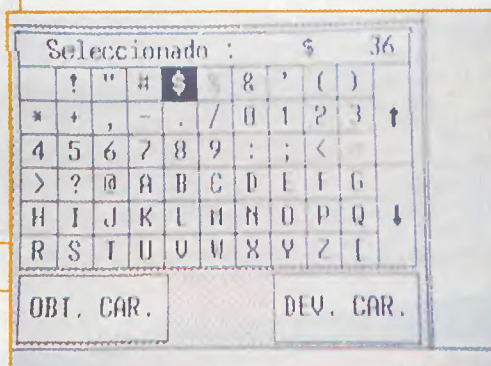 Seleccionado : $ 36
! " # $ % & ' ( )
* + , - . / 0 1 2 3 ↑
4 5 6 7 8 9 : ; <
> ? @ A B C D E F G
H I J K L M N O P Q ↓
R S T U V W X Y Z [
OBT. CAR. DEV. CAR.